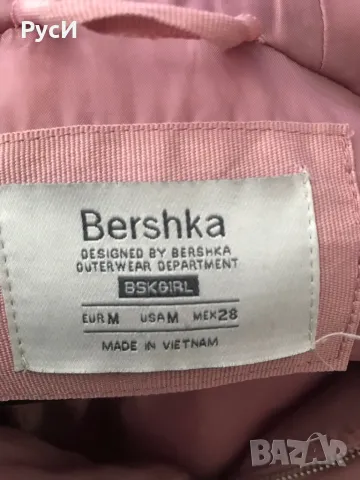 РусИ
Bershka
DESIGNED BY BERSHKA
OUTERWEAR DEPARTMENT
BSKGIRL
EUR M USA M MEX 28
MADE IN VIETNAM
BAZAR